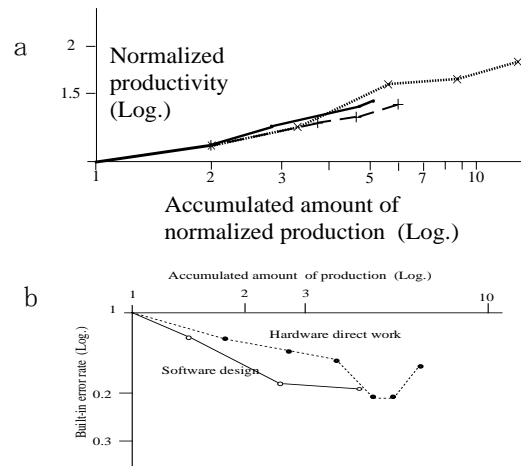 a
2
Normalized
productivity
(Log.)
1.5
1 2 3 5 7 10
Accumulated amount of
normalized production (Log.)
b
Accumulated amount of production (Log.)
1 2 3 10
1
Hardware direct work
Software design
0.2
0.3
Built-in error rate (Log.)